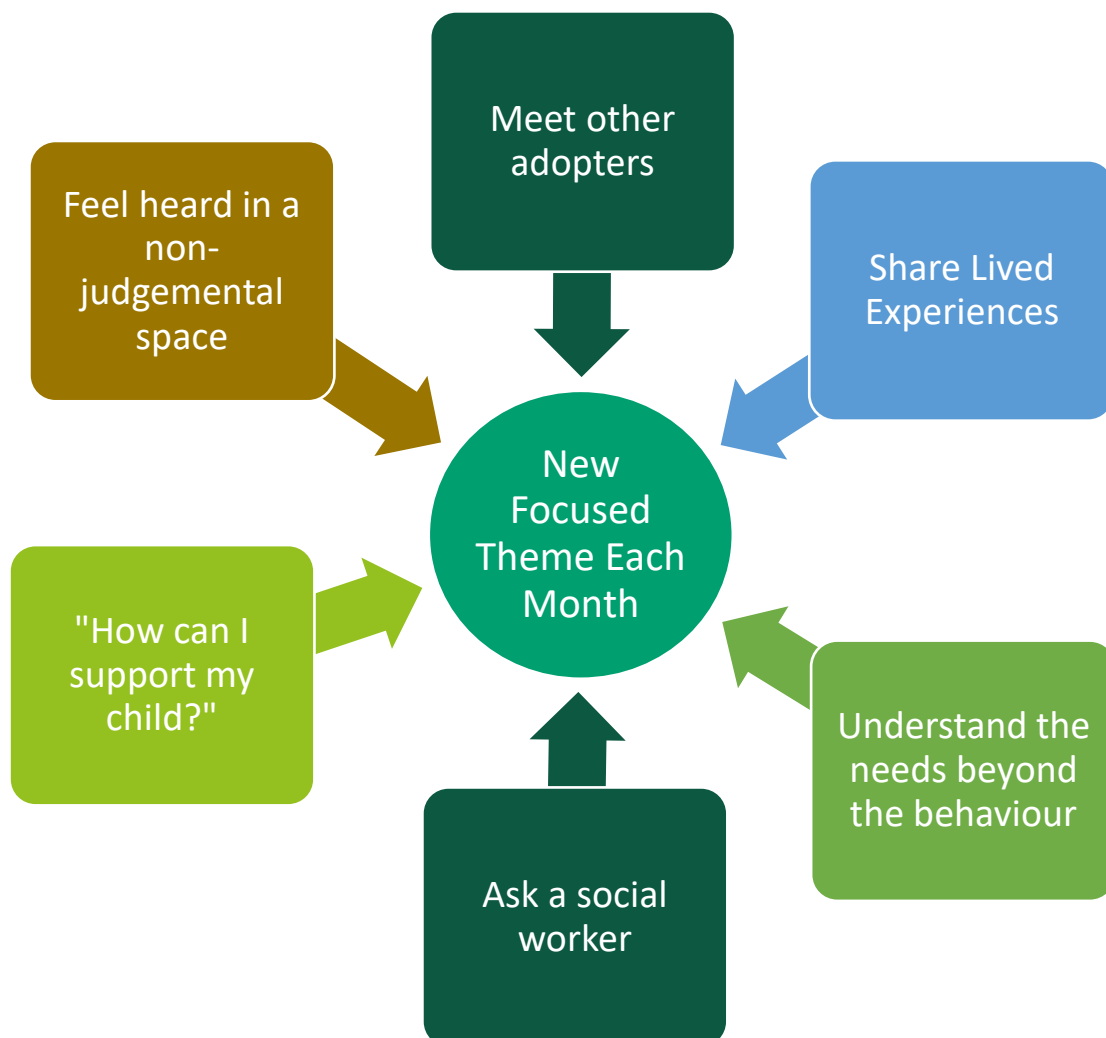 Meet other
adopters
Feel heard in a
non-
judgemental
space
Share Lived
Experiences
New
Focused
Theme Each
Month
"How can I
support my
child?"
Understand the
needs beyond
the behaviour
Ask a social
worker